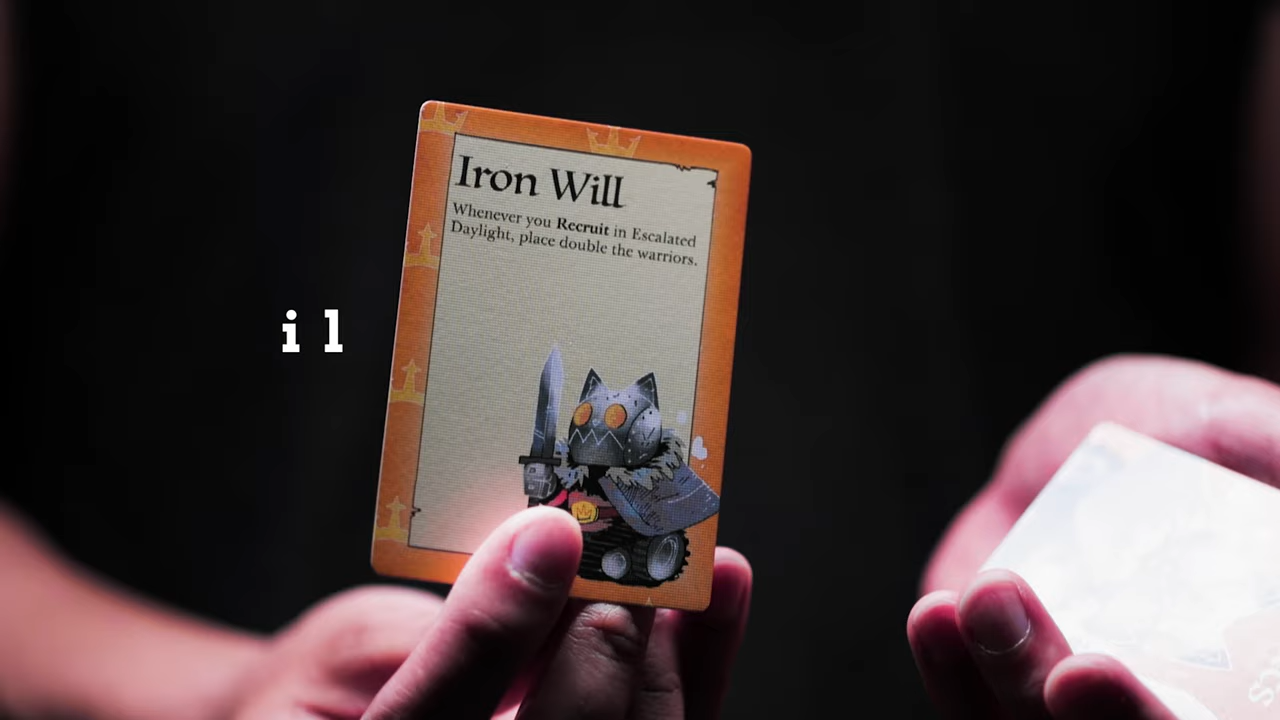 Iron Will
Whenever you Recruit in Escalated
Daylight, place double the warriors.
i l